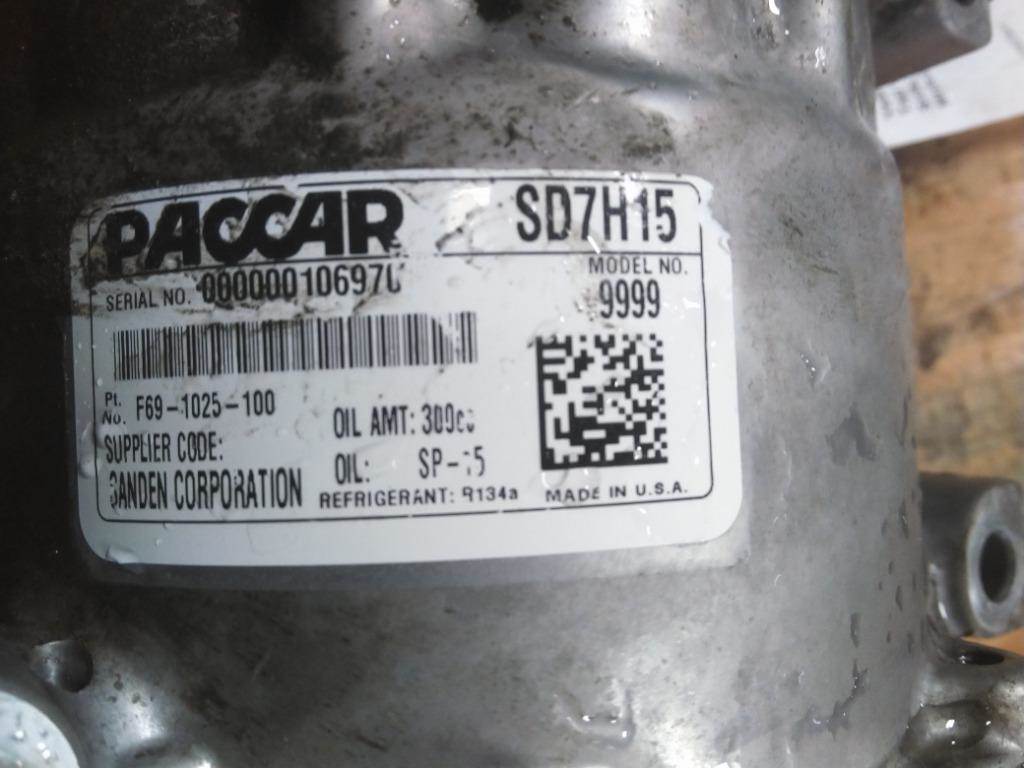 PACCAR SD7H15
SERIAL NO. MODEL NO.
9999
Pt. No. F69-1025-100
OIL AMT:
SUPPLIER CODE:
OIL:
SANDEN CORPORATION
REFRIGERANT: R134a MADE IN U.S.A.